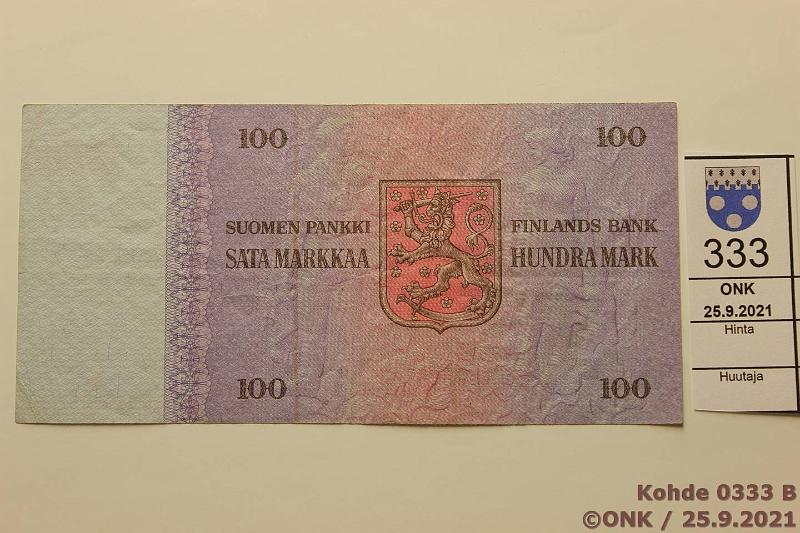 100 100
SUOMEN PANKKI FINLANDS BANK
SATA MARKKAA HUNDRA MARK
100 100
333
ONK
25.9.2021
Hinta
Huutaja
Kohde 0333 B
©ONK / 25.9.2021